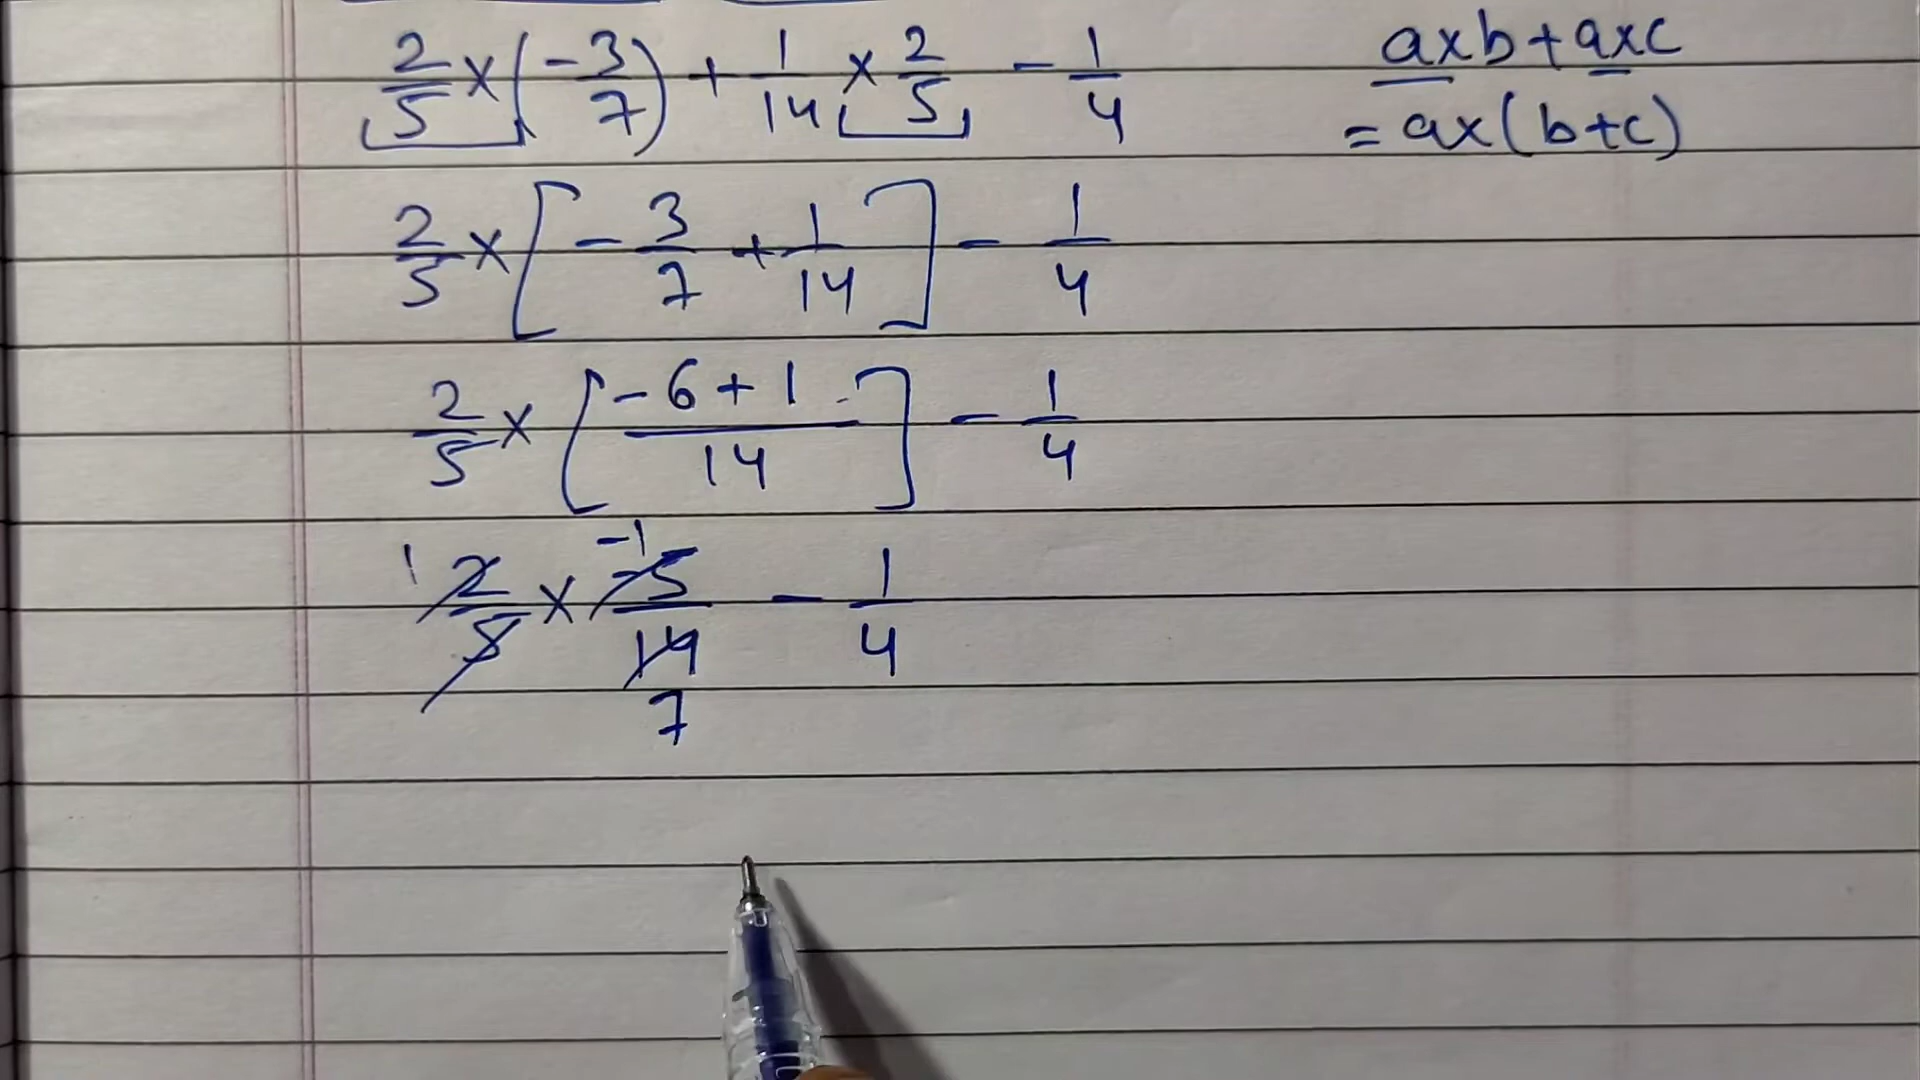 2/5 × (-3/7) + 1/14 × 2/5 - 1/4
a×b+a×c
= a×(b+c)
2/5 × [-3/7 + 1/14] - 1/4
2/5 × [(-6+1)/14] - 1/4
1 -1
2/5 × -5/14 - 1/4
7